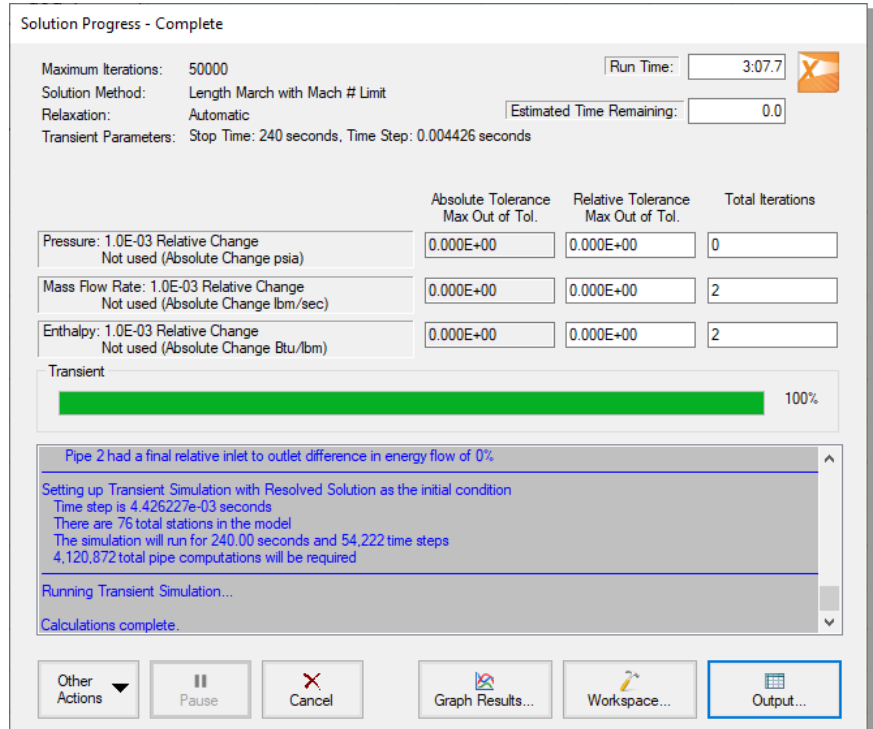 Solution Progress - Complete
Maximum Iterations: 50000
Solution Method: Length March with Mach # Limit
Relaxation: Automatic
Transient Parameters: Stop Time: 240 seconds, Time Step: 0.004426 seconds
Run Time: 3:07.7
X
Estimated Time Remaining: 0.0
Absolute Tolerance Relative Tolerance Total Iterations
Max Out of Tol. Max Out of Tol.
Pressure: 1.0E-03 Relative Change 0.000E+00 0.000E+00 0
Not used (Absolute Change psia)
Mass Flow Rate: 1.0E-03 Relative Change 0.000E+00 0.000E+00 2
Not used (Absolute Change lbm/sec)
Enthalpy: 1.0E-03 Relative Change 0.000E+00 0.000E+00 2
Not used (Absolute Change Btu/lbm)
Transient
100%
Pipe 2 had a final relative inlet to outlet difference in energy flow of 0%
Setting up Transient Simulation with Resolved Solution as the initial condition
Time step is 4.426227e-03 seconds
There are 76 total stations in the model
The simulation will run for 240.00 seconds and 54,222 time steps
4,120,872 total pipe computations will be required
Running Transient Simulation...
Calculations complete.
Other Actions
Pause
Cancel
Graph Results...
Workspace...
Output...